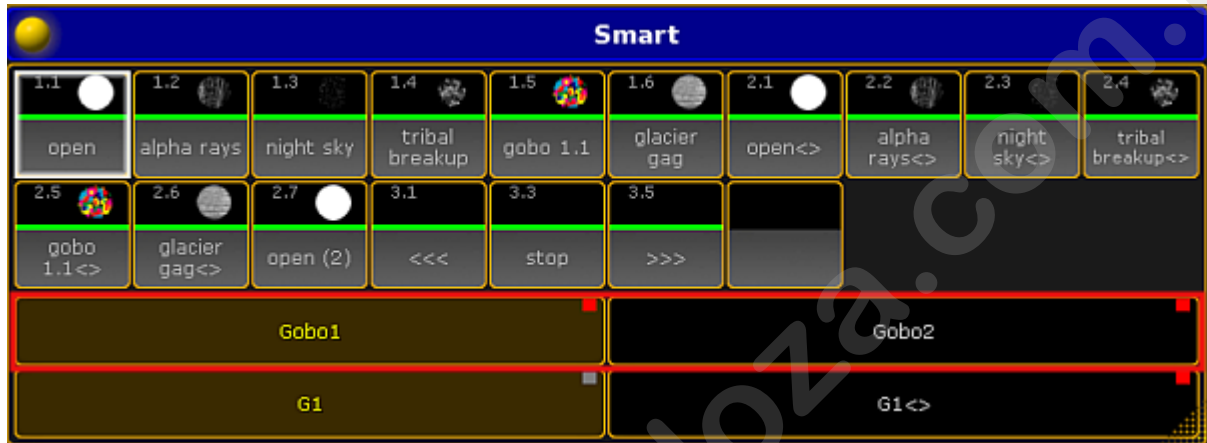 Smart
1.1 1.2 1.3 1.4 1.5 1.6 2.1 2.2 2.3 2.4
open
alpha rays
night sky
tribal
breakup
gobo 1.1
glacier
gag
open<>
alpha
rays<>
night
sky<>
tribal
breakup<>
2.5 2.6 2.7 3.1 3.3 3.5
gobo
1.1<>
glacier
gag<>
open (2)
<<<
stop
>>>
Gobo1
Gobo2
G1
G1<>